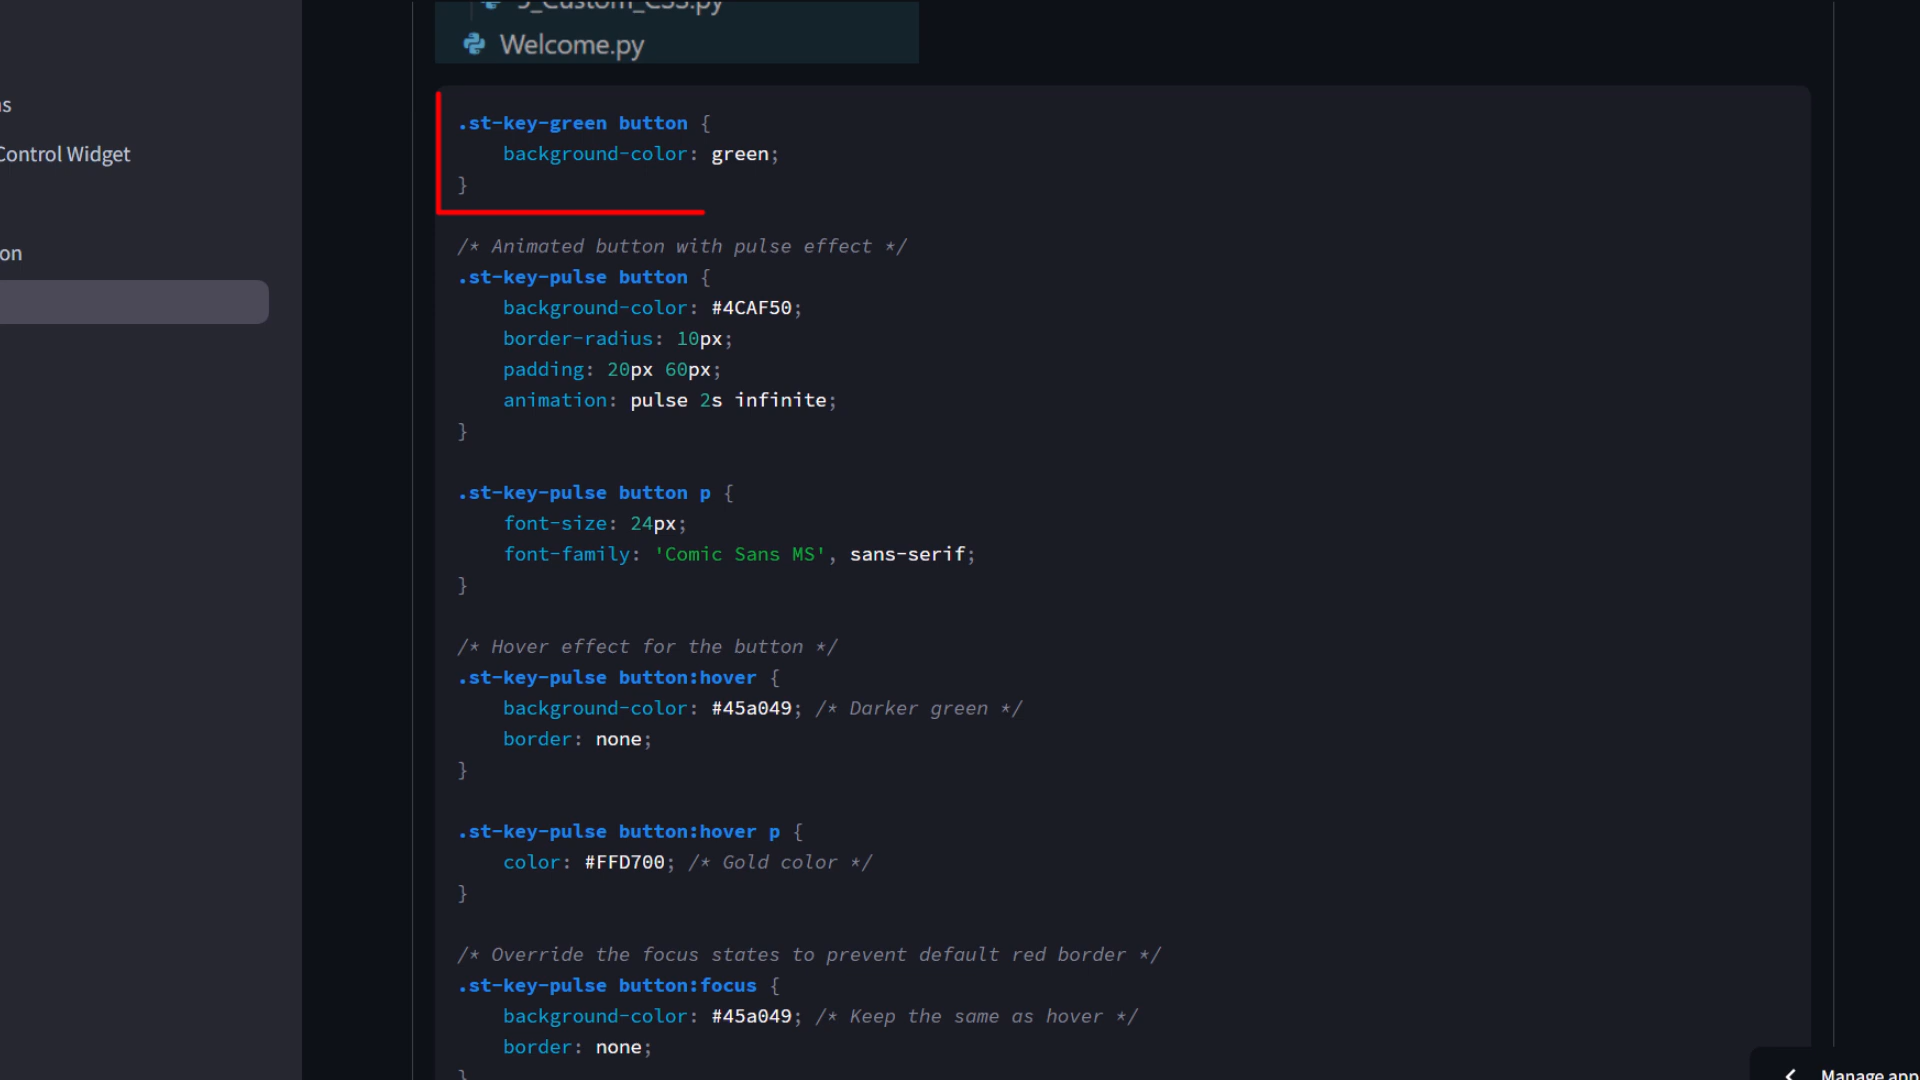 5_Custom_CSS.py
Welcome.py
s
Control Widget
on
.st-key-green button {
background-color: green;
}
/* Animated button with pulse effect */
.st-key-pulse button {
background-color: #4CAF50;
border-radius: 10px;
padding: 20px 60px;
animation: pulse 2s infinite;
}
.st-key-pulse button p {
font-size: 24px;
font-family: 'Comic Sans MS', sans-serif;
}
/* Hover effect for the button */
.st-key-pulse button:hover {
background-color: #45a049; /* Darker green */
border: none;
}
.st-key-pulse button:hover p {
color: #FFD700; /* Gold color */
}
/* Override the focus states to prevent default red border */
.st-key-pulse button:focus {
background-color: #45a049; /* Keep the same as hover */
border: none;
}
Manage app